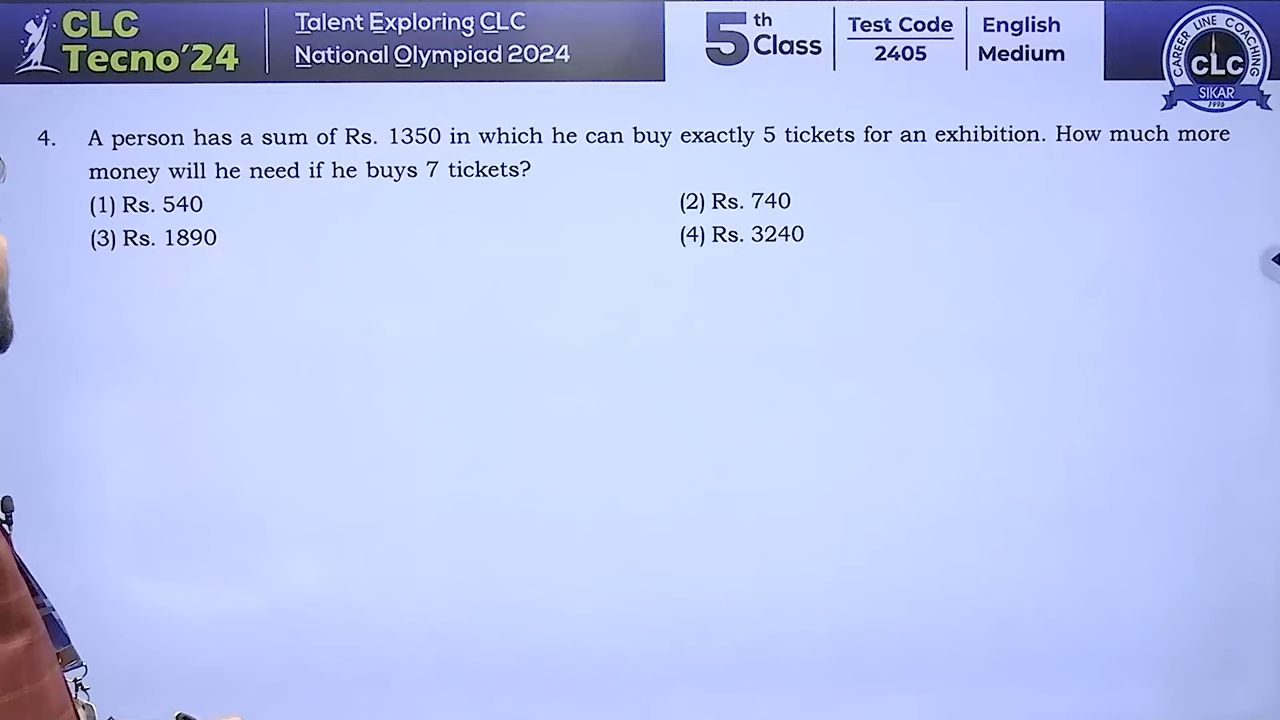 CLC
Tecno'24
Talent Exploring CLC
National Olympiad 2024
5th Class
Test Code
2405
English
Medium
CAREER LINE COACHING
CLC
SIKAR
1996
4. A person has a sum of Rs. 1350 in which he can buy exactly 5 tickets for an exhibition. How much more
money will he need if he buys 7 tickets?
(1) Rs. 540 (2) Rs. 740
(3) Rs. 1890 (4) Rs. 3240